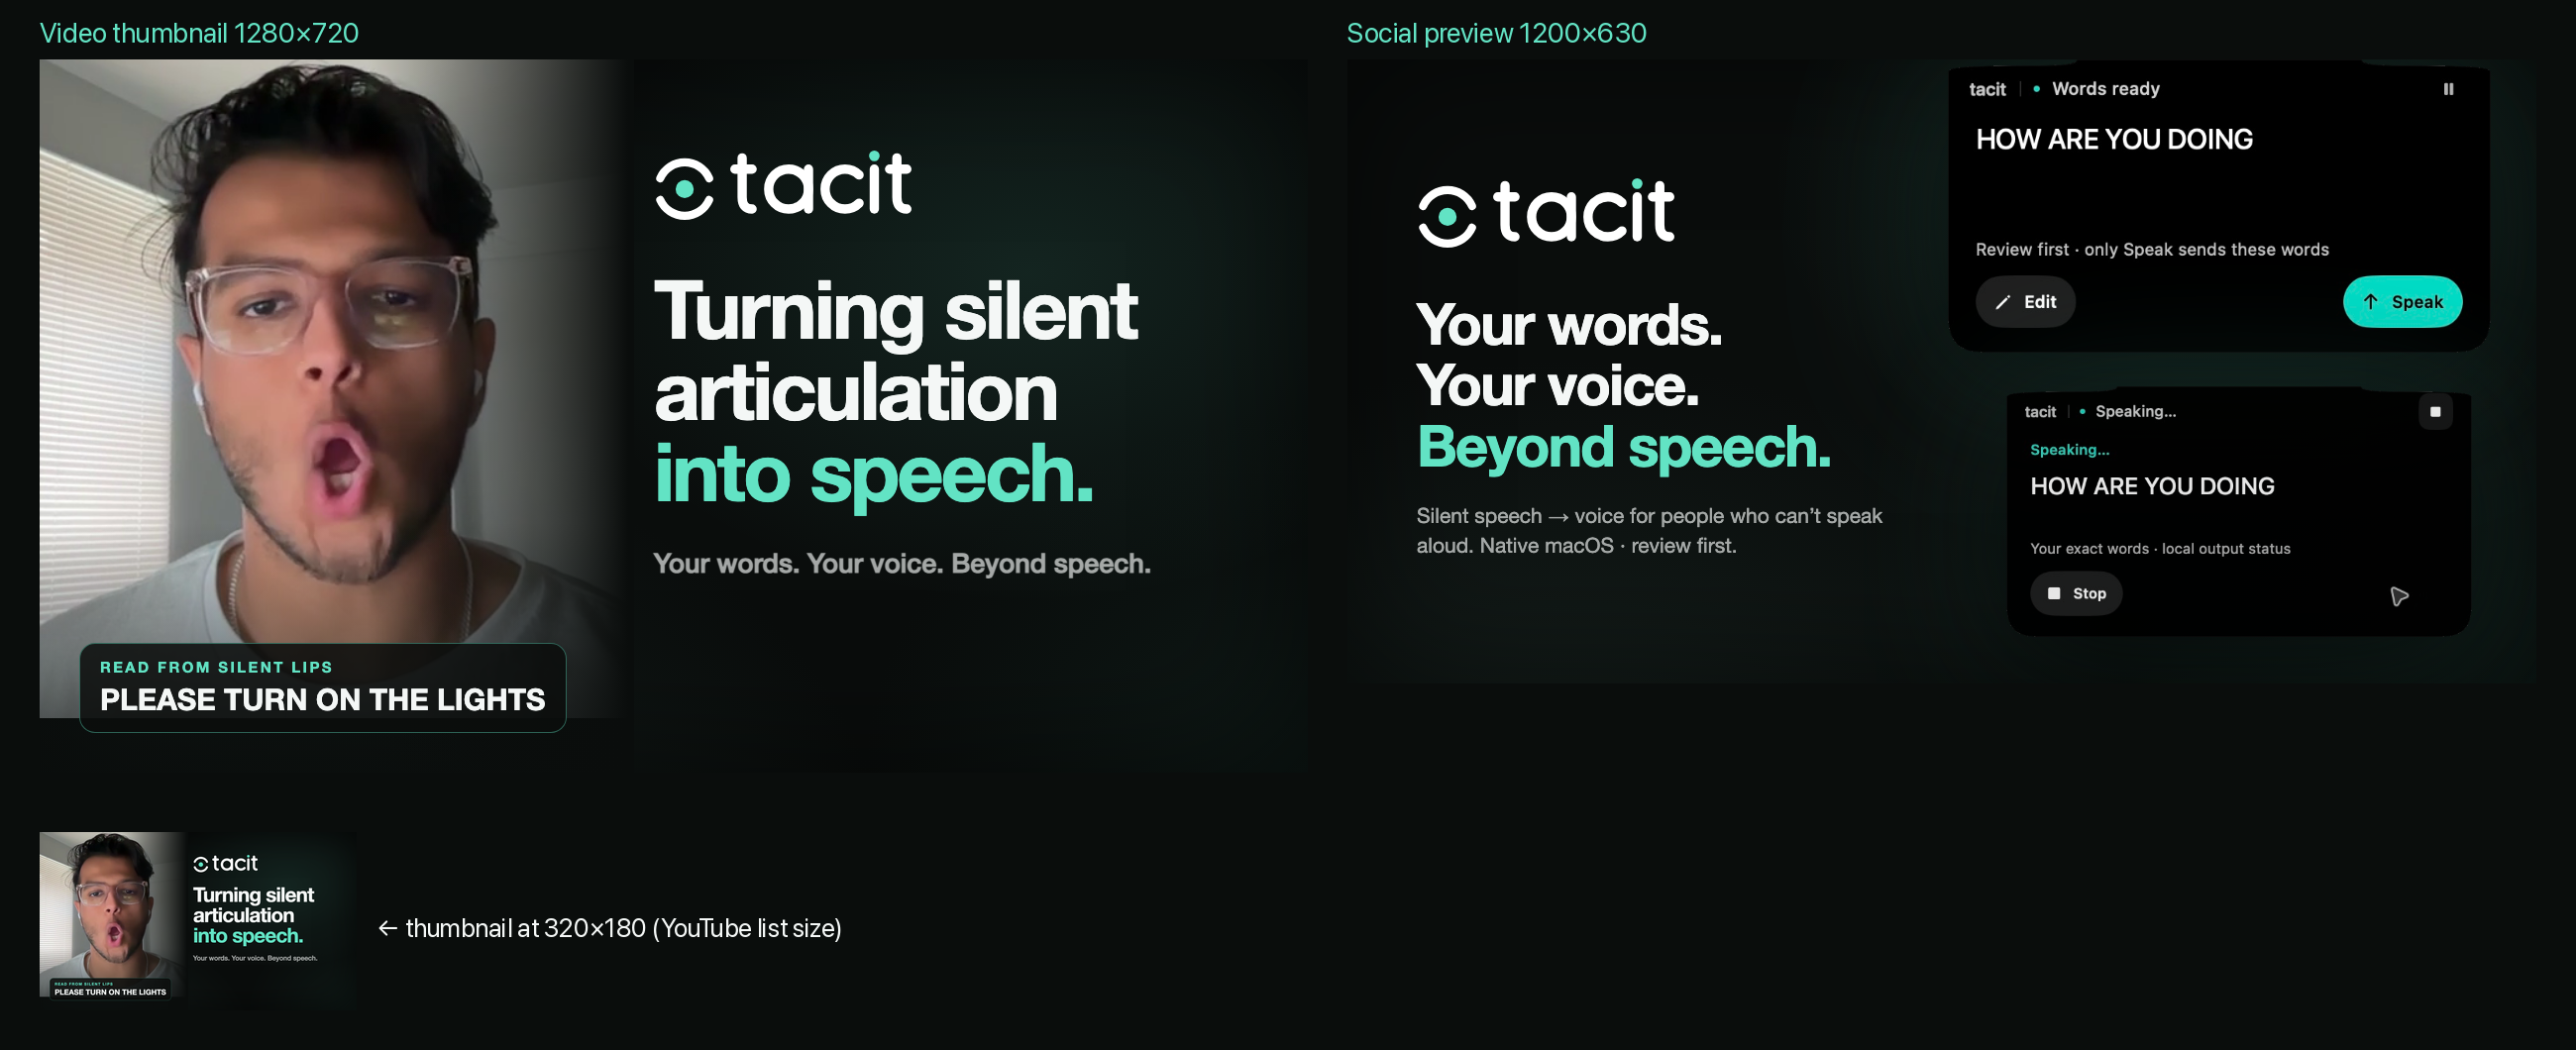 Video thumbnail 1280×720
tacit
Turning silent
articulation
into speech.
Your words. Your voice. Beyond speech.
READ FROM SILENT LIPS
PLEASE TURN ON THE LIGHTS
Social preview 1200×630
tacit
Your words.
Your voice.
Beyond speech.
Silent speech → voice for people who can’t speak
aloud. Native macOS · review first.
tacit | • Words ready
HOW ARE YOU DOING
Review first · only Speak sends these words
Edit
Speak
tacit | • Speaking...
Speaking...
HOW ARE YOU DOING
Your exact words · local output status
Stop
tacit
Turning silent
articulation
into speech.
Your words. Your voice. Beyond speech.
READ FROM SILENT LIPS
PLEASE TURN ON THE LIGHTS
← thumbnail at 320×180 (YouTube list size)